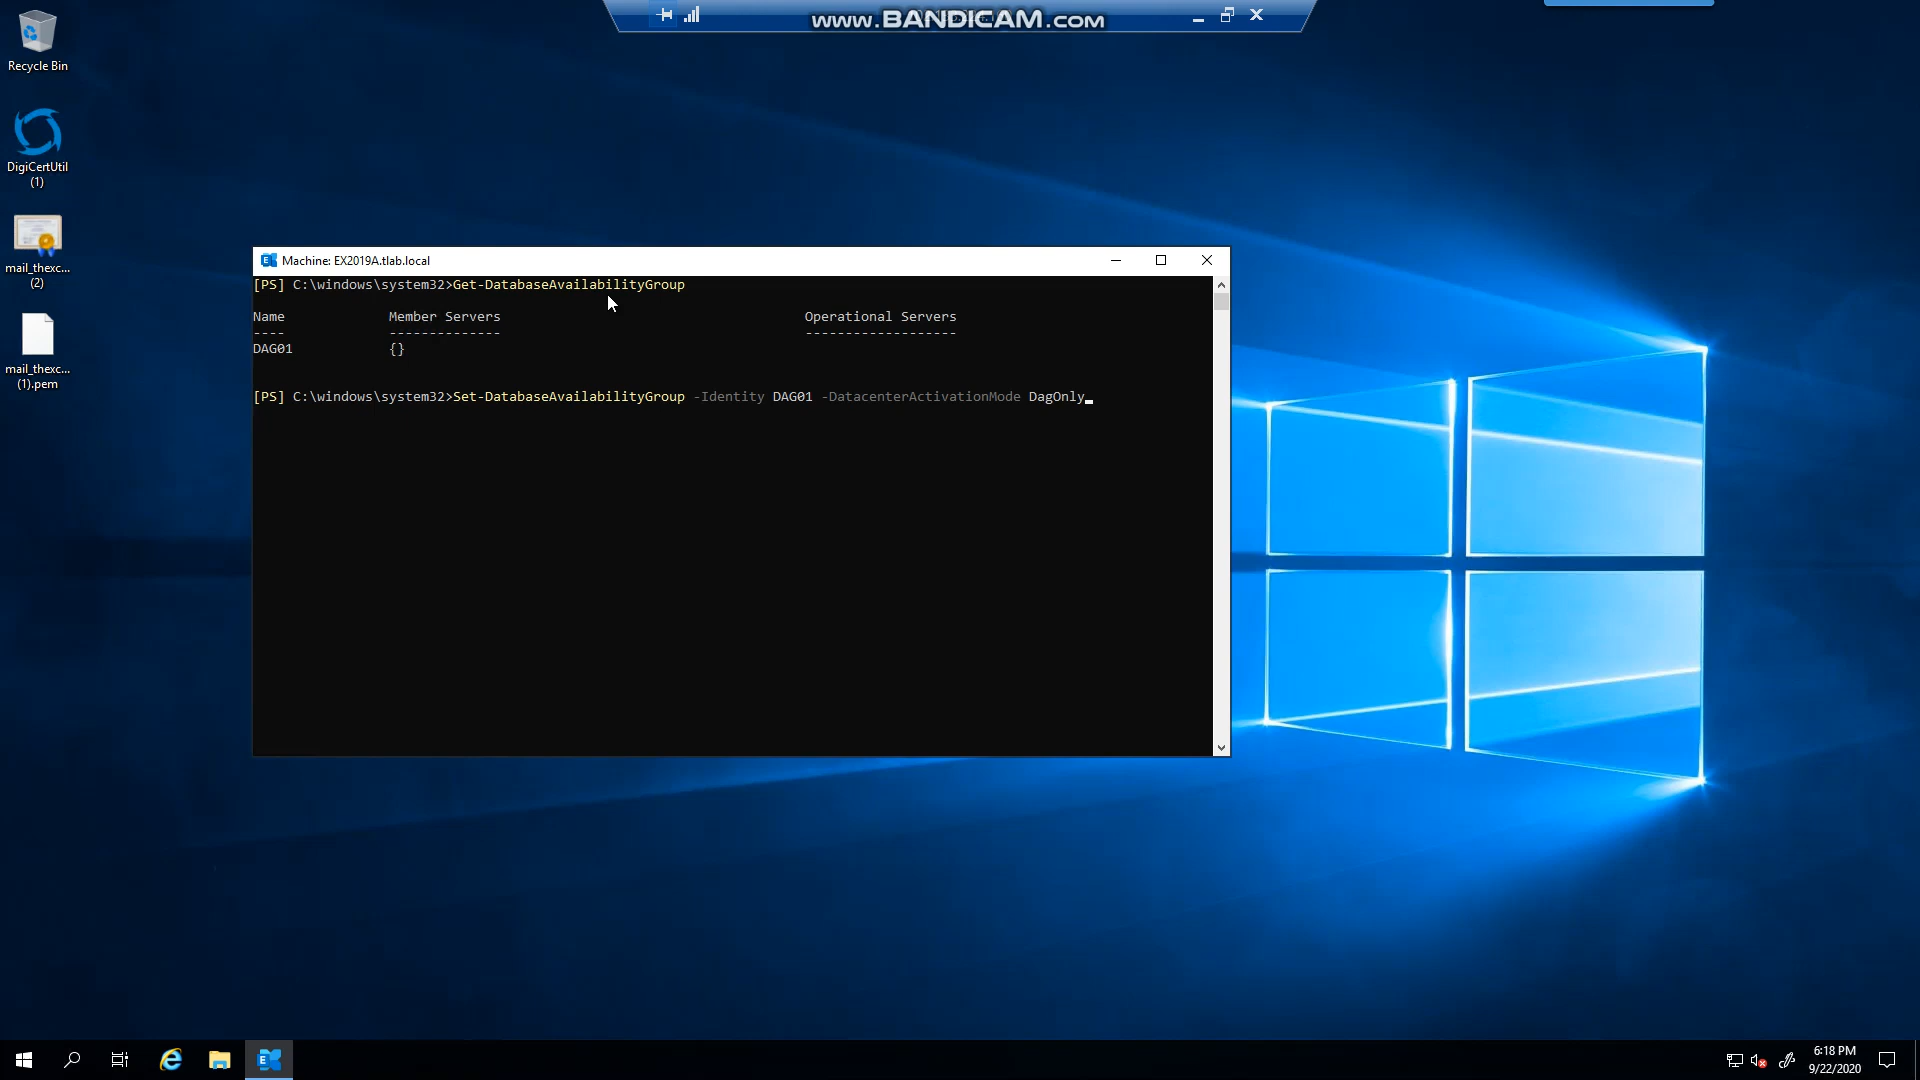 www.BANDICAM.com
Recycle Bin
DigiCertUtil
(1)
mail_thexc...
(2)
mail_thexc...
(1).pem
Machine: EX2019A.tlab.local
[PS] C:\windows\system32>Get-DatabaseAvailabilityGroup
Name Member Servers Operational Servers
---- -------------- -------------------
DAG01 {}
[PS] C:\windows\system32>Set-DatabaseAvailabilityGroup -Identity DAG01 -DatacenterActivationMode DagOnly
6:18 PM
9/22/2020